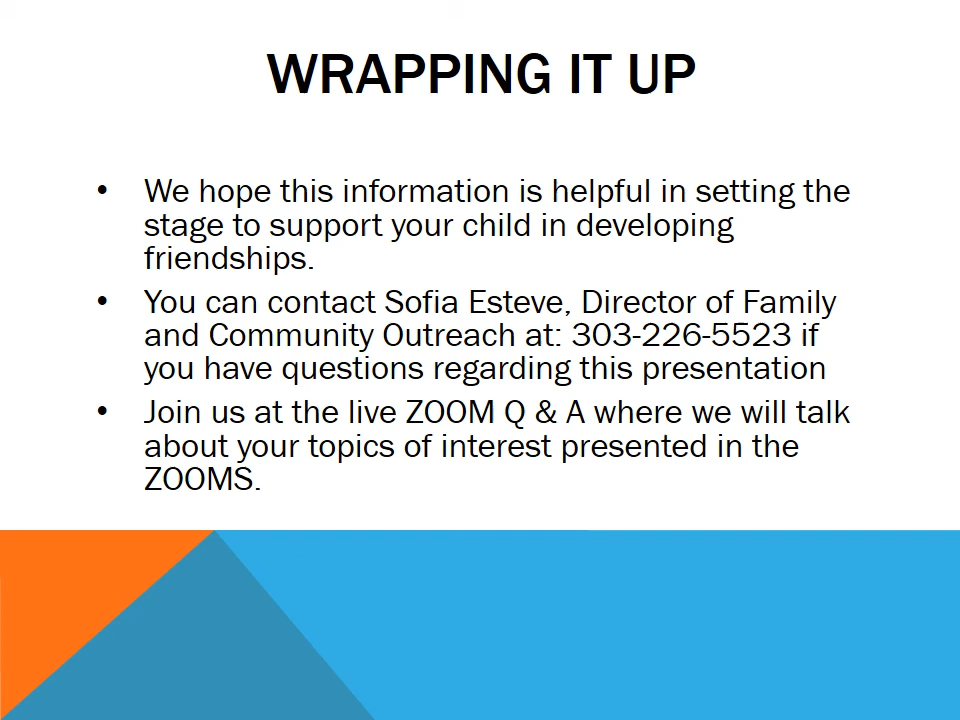 WRAPPING IT UP
• We hope this information is helpful in setting the
stage to support your child in developing
friendships.
• You can contact Sofia Esteve, Director of Family
and Community Outreach at: 303-226-5523 if
you have questions regarding this presentation
• Join us at the live ZOOM Q & A where we will talk
about your topics of interest presented in the
ZOOMS.